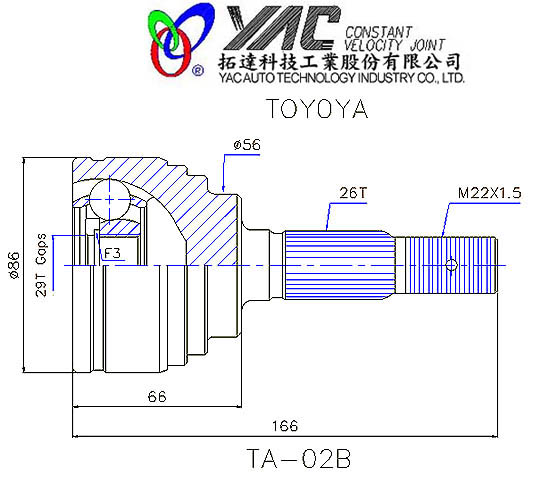 YAC CONSTANT
VELOCITY JOINT
®
拓達科技工業股份有限公司
YAC AUTO TECHNOLOGY INDUSTRY CO., LTD.
TOYOYA
ø56
26T
M22X1.5
ø86
29T Gaps
F3
66
166
TA-02B